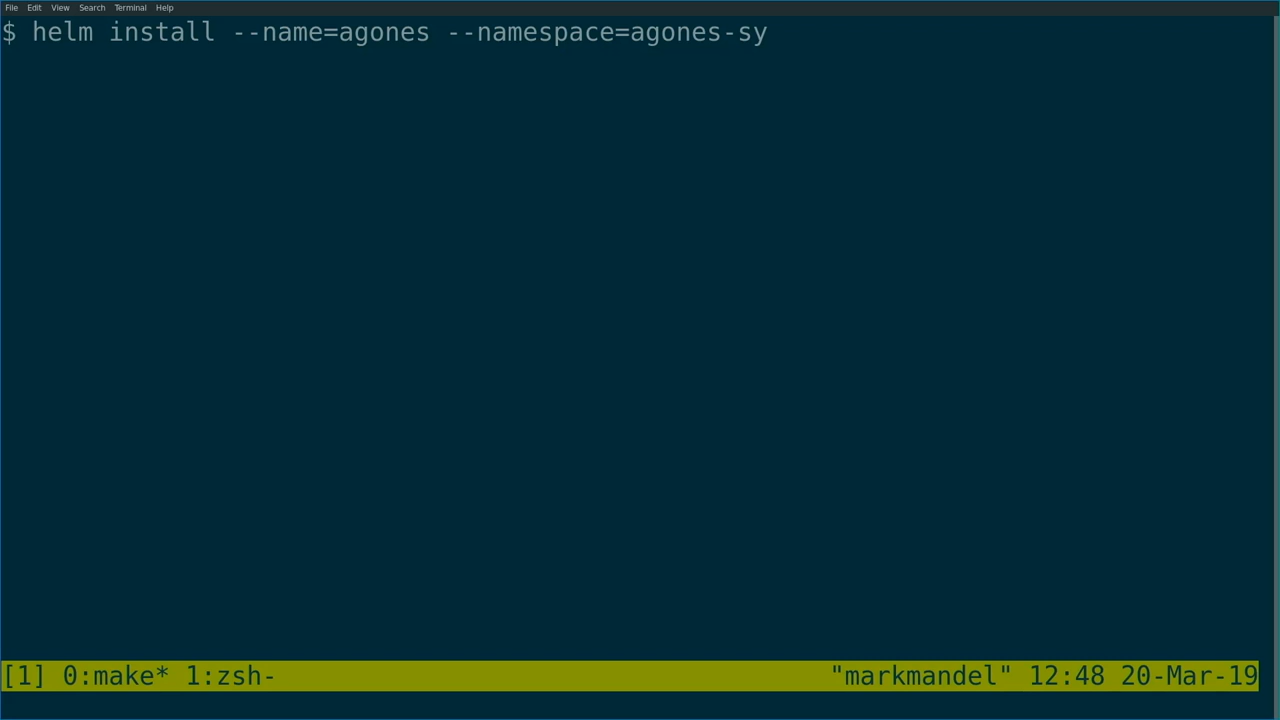 File Edit View Search Terminal Help
$ helm install --name=agones --namespace=agones-sy
[1] 0:make* 1:zsh- "markmandel" 12:48 20-Mar-19